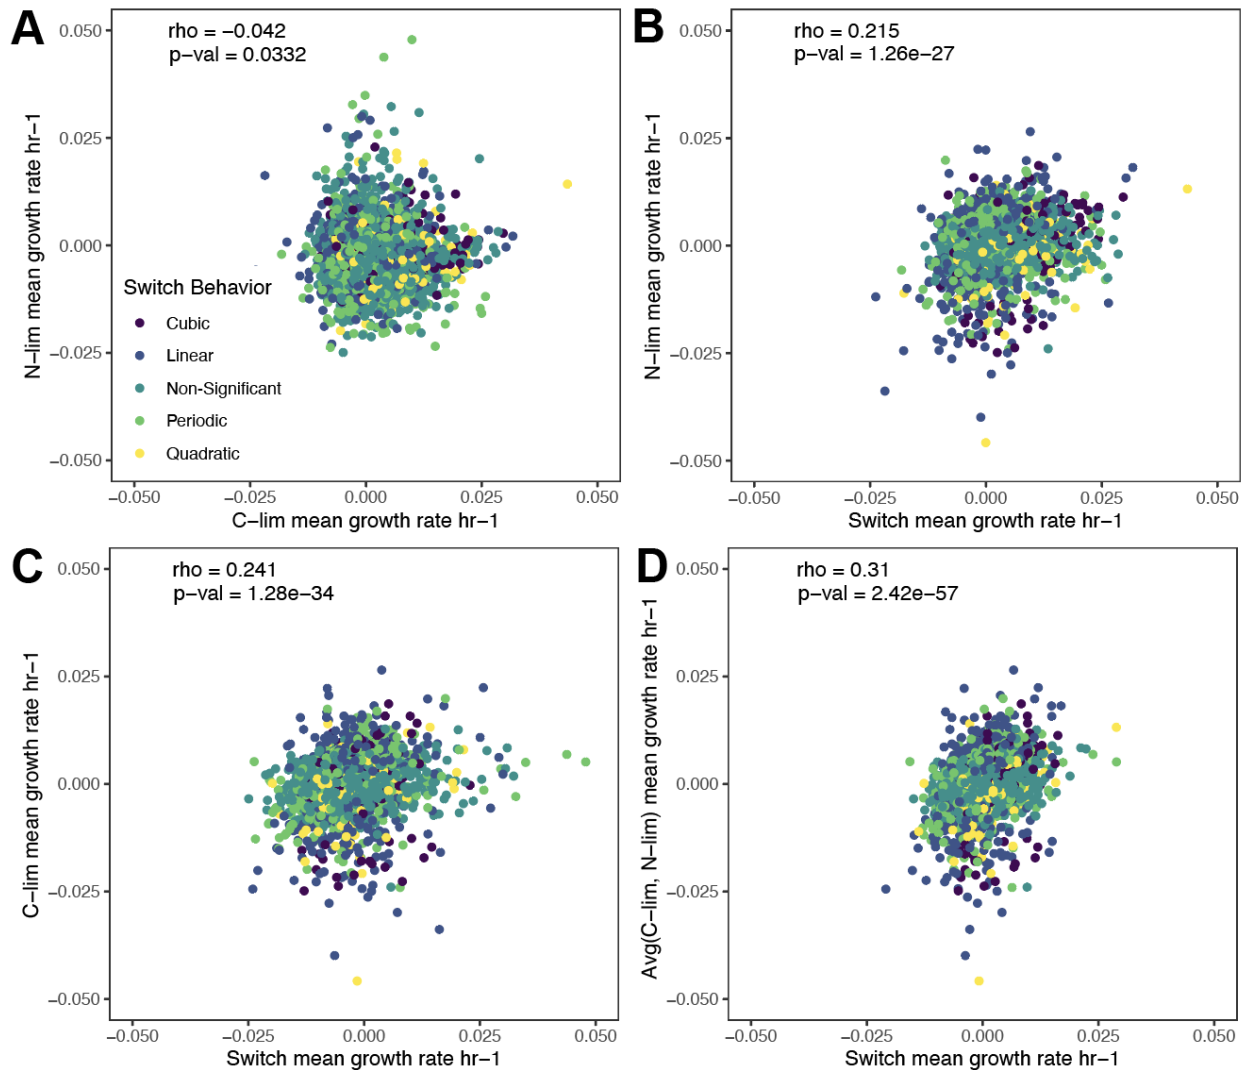 A
rho = −0.042
p−val = 0.0332
0.050
0.025
0.000
−0.025
−0.050
N−lim mean growth rate hr−1
Switch Behavior
Cubic
Linear
Non-Significant
Periodic
Quadratic
−0.050
−0.025
0.000
0.025
0.050
C−lim mean growth rate hr−1
B
rho = 0.215
p−val = 1.26e−27
0.050
0.025
0.000
−0.025
−0.050
N−lim mean growth rate hr−1
−0.050
−0.025
0.000
0.025
0.050
Switch mean growth rate hr−1
C
rho = 0.241
p−val = 1.28e−34
0.050
0.025
0.000
−0.025
−0.050
C−lim mean growth rate hr−1
−0.050
−0.025
0.000
0.025
0.050
Switch mean growth rate hr−1
D
rho = 0.31
p−val = 2.42e−57
0.050
0.025
0.000
−0.025
−0.050
Avg(C−lim, N−lim) mean growth rate hr−1
−0.050
−0.025
0.000
0.025
0.050
Switch mean growth rate hr−1